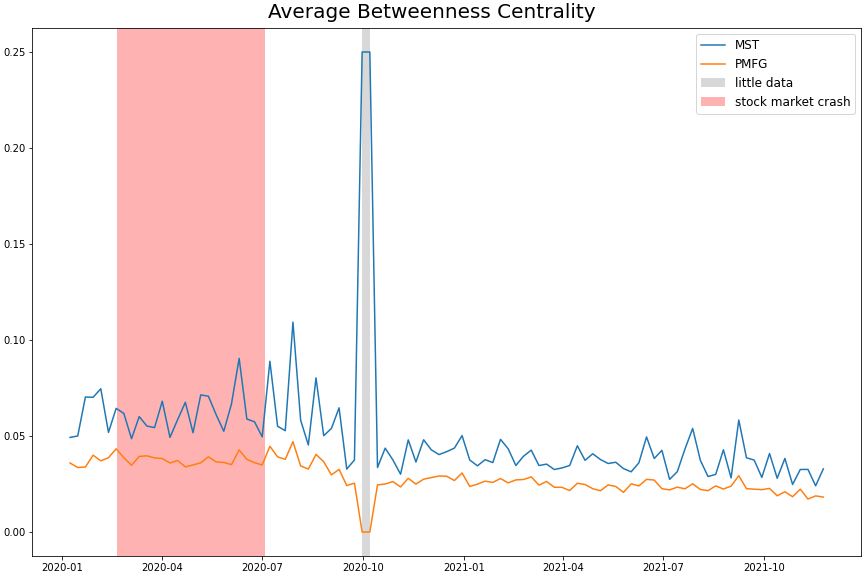 Average Betweenness Centrality
MST
PMFG
little data
stock market crash
0.25
0.20
0.15
0.10
0.05
0.00
2020-01 2020-04 2020-07 2020-10 2021-01 2021-04 2021-07 2021-10